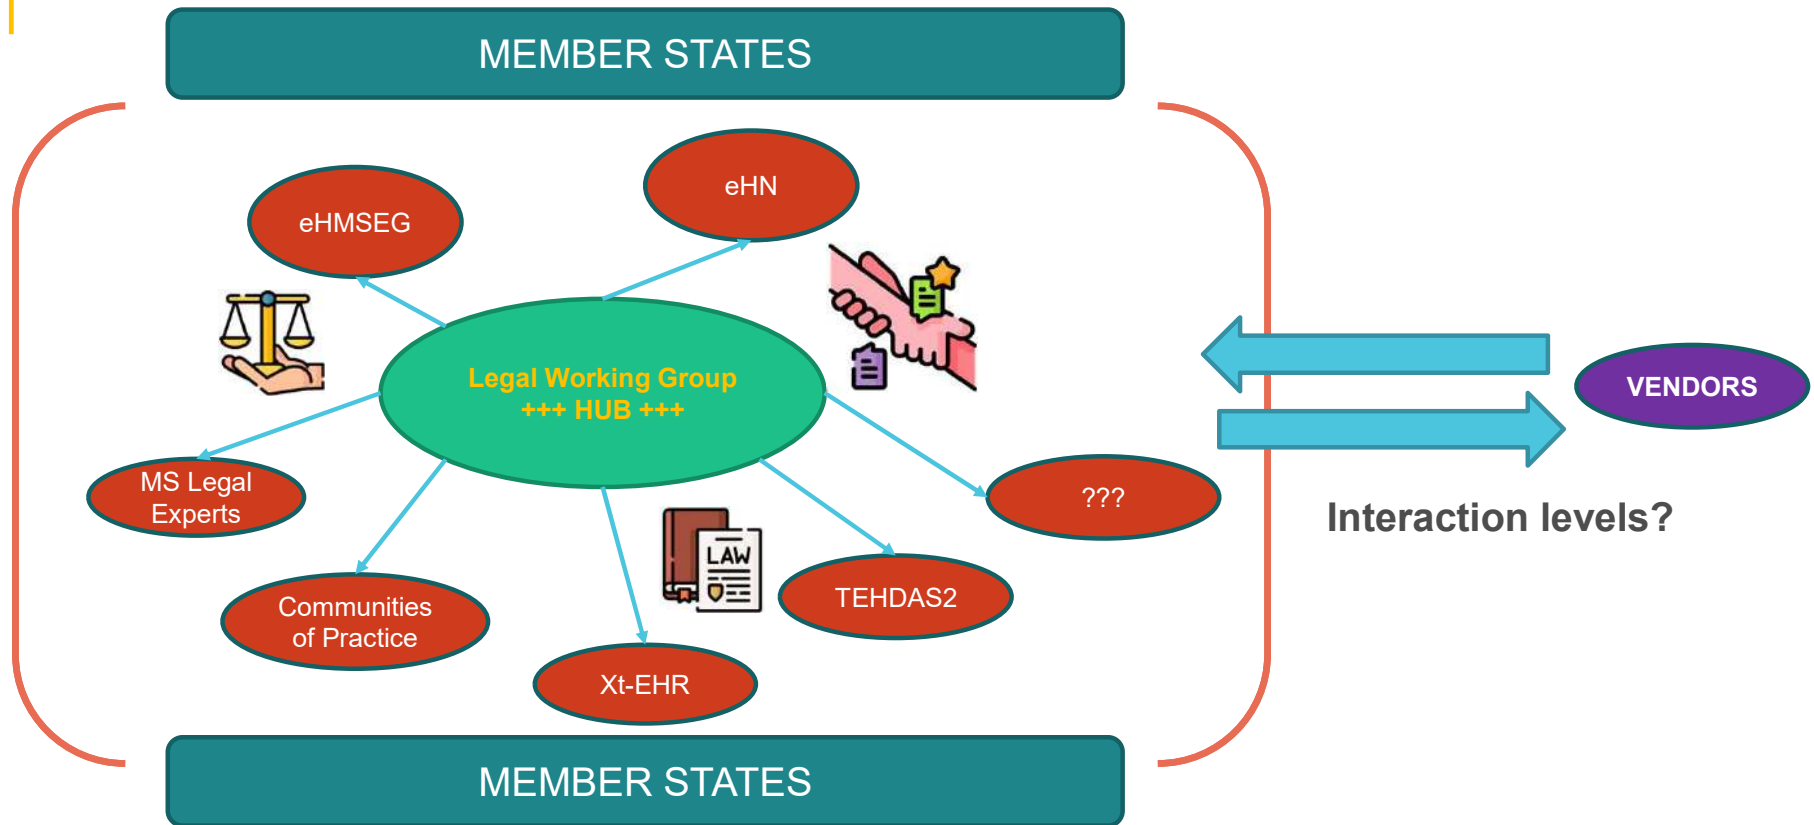 MEMBER STATES
eHN
eHMSEG
Legal Working Group
+++ HUB +++
VENDORS
MS Legal
Experts
???
Interaction levels?
LAW
Communities
of Practice
TEHDAS2
Xt-EHR
MEMBER STATES